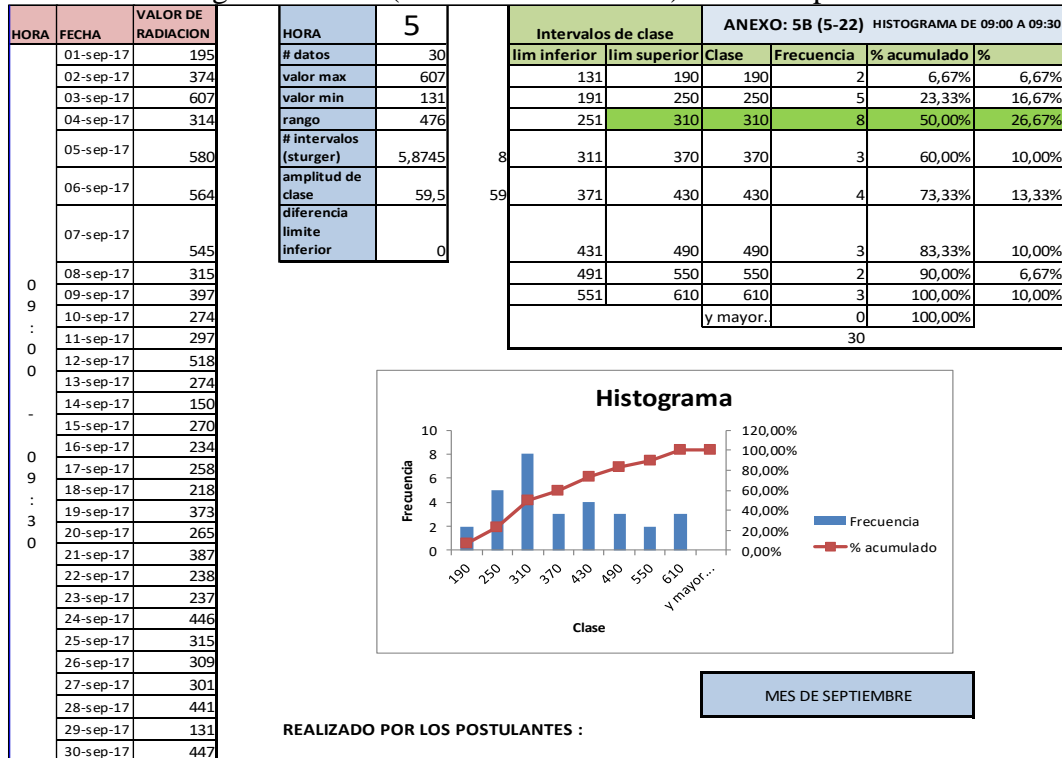 HORA FECHA VALOR DE RADIACION
09:00 - 09:30
01-sep-17 195
02-sep-17 374
03-sep-17 607
04-sep-17 314
05-sep-17 580
06-sep-17 564
07-sep-17 545
08-sep-17 315
09-sep-17 397
10-sep-17 274
11-sep-17 297
12-sep-17 518
13-sep-17 274
14-sep-17 150
15-sep-17 270
16-sep-17 234
17-sep-17 258
18-sep-17 218
19-sep-17 373
20-sep-17 265
21-sep-17 387
22-sep-17 238
23-sep-17 237
24-sep-17 446
25-sep-17 315
26-sep-17 309
27-sep-17 301
28-sep-17 441
29-sep-17 131
30-sep-17 447
HORA 5
# datos 30
valor max 607
valor min 131
rango 476
# intervalos (sturger) 5,8745 8
amplitud de clase 59,5 59
diferencia limite inferior 0
Intervalos de clase ANEXO: 5B (5-22) HISTOGRAMA DE 09:00 A 09:30
lim inferior lim superior Clase Frecuencia % acumulado %
131 190 190 2 6,67% 6,67%
191 250 250 5 23,33% 16,67%
251 310 310 8 50,00% 26,67%
311 370 370 3 60,00% 10,00%
371 430 430 4 73,33% 13,33%
431 490 490 3 83,33% 10,00%
491 550 550 2 90,00% 6,67%
551 610 610 3 100,00% 10,00%
y mayor.. 0 100,00%
30
Histograma
10 8 6 4 2 0
Frecuencia
120,00% 100,00% 80,00% 60,00% 40,00% 20,00% 0,00%
190 250 310 370 430 490 550 610 y mayor...
Clase
Frecuencia
% acumulado
MES DE SEPTIEMBRE
REALIZADO POR LOS POSTULANTES :